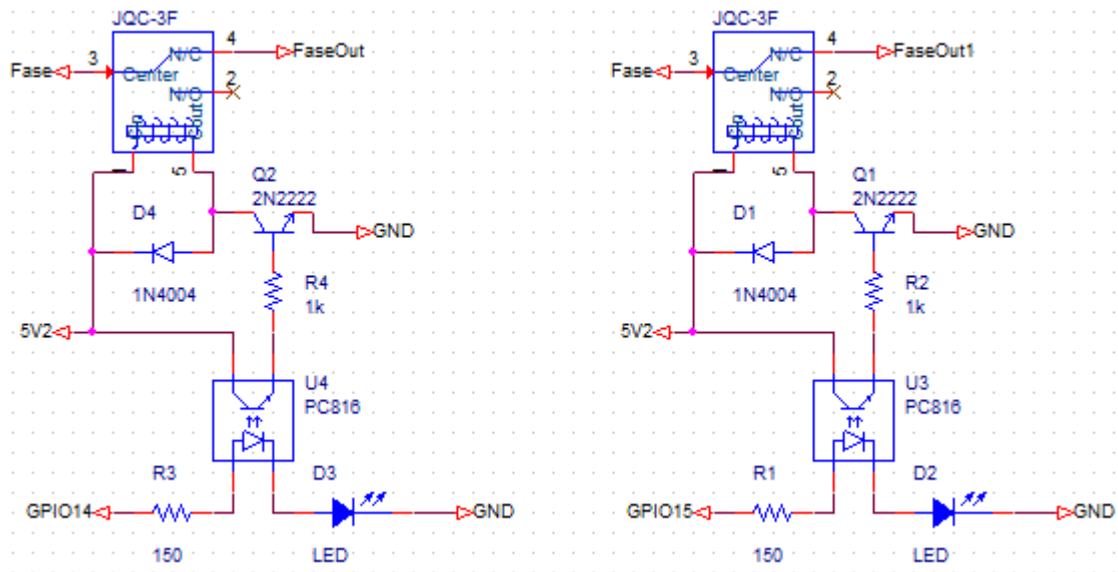 JQC-3F
N/C
4
FaseOut
Fase
3
Center
2
N/O
Cout
5
Q2
2N2222
D4
GND
1N4004
R4
1k
5V2
U4
PC816
R3
D3
GPIO14
GND
150
LED
JQC-3F
N/C
4
FaseOut1
Fase
3
Center
2
N/O
Cout
5
Q1
2N2222
D1
GND
1N4004
R2
1k
5V2
U3
PC816
R1
D2
GPIO15
GND
150
LED